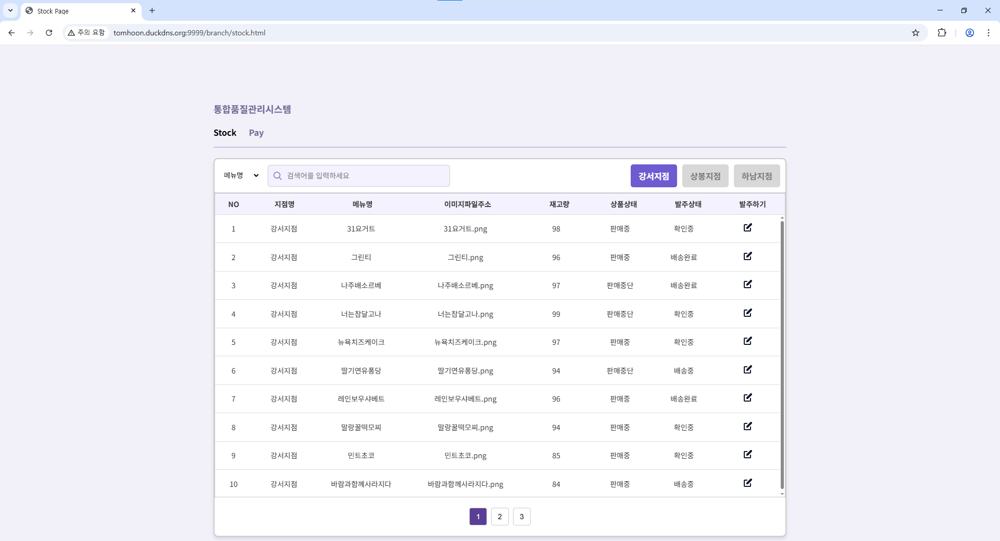 Stock Page
주의 요함 tomhoon.duckdns.org:9999/branch/stock.html
통합품질관리시스템
Stock Pay
메뉴명 검색어를 입력하세요 강서지점 상봉지점 하남지점
NO 지점명 메뉴명 이미지파일주소 재고량 상품상태 발주상태 발주하기
1 강서지점 31요거트 31요거트.png 98 판매중 확인중
2 강서지점 그린티 그린티.png 96 판매중 배송완료
3 강서지점 나주배소르베 나주배소르베.png 97 판매중단 배송완료
4 강서지점 너는참달고나 너는참달고나.png 99 판매중단 확인중
5 강서지점 뉴욕치즈케이크 뉴욕치즈케이크.png 97 판매중 확인중
6 강서지점 딸기연유퐁당 딸기연유퐁당.png 94 판매중단 배송중
7 강서지점 레인보우샤베트 레인보우샤베트.png 96 판매중 배송완료
8 강서지점 말랑꿀떡모찌 말랑꿀떡모찌.png 94 판매중 확인중
9 강서지점 민트초코 민트초코.png 85 판매중 확인중
10 강서지점 바람과함께사라지다 바람과함께사라지다.png 84 판매중 배송중
1 2 3